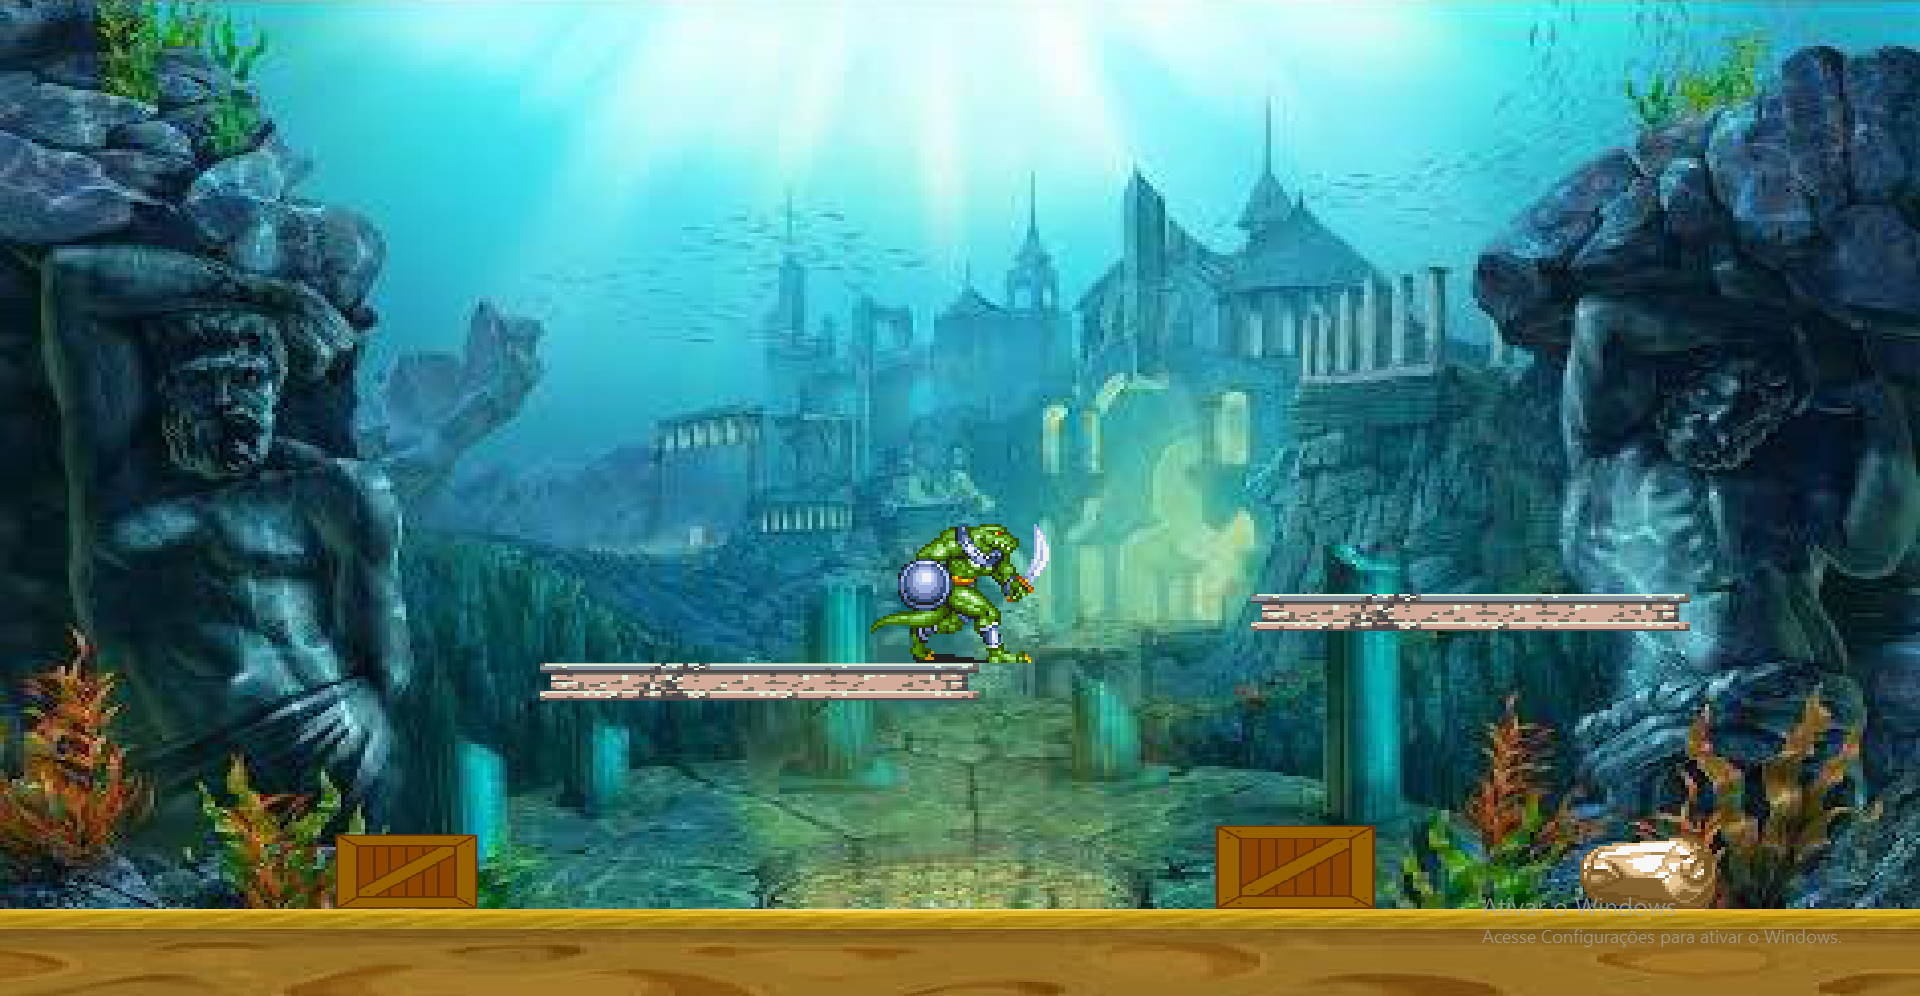 Ativar o Windows
Acesse Configurações para ativar o Windows.